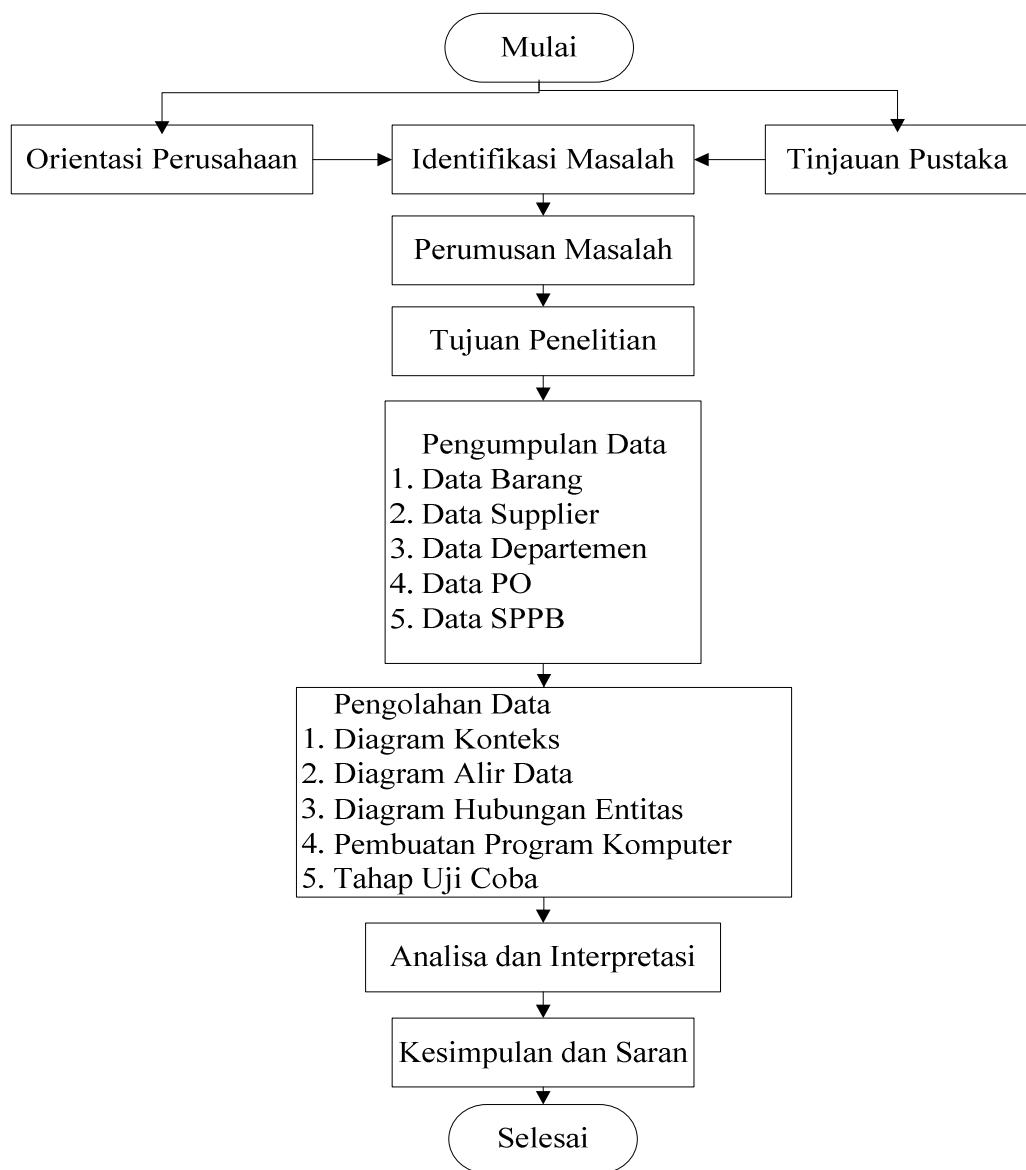 Mulai
Orientasi Perusahaan
Identifikasi Masalah
Tinjauan Pustaka
Perumusan Masalah
Tujuan Penelitian
Pengumpulan Data
1. Data Barang
2. Data Supplier
3. Data Departemen
4. Data PO
5. Data SPPB
Pengolahan Data
1. Diagram Konteks
2. Diagram Alir Data
3. Diagram Hubungan Entitas
4. Pembuatan Program Komputer
5. Tahap Uji Coba
Analisa dan Interpretasi
Kesimpulan dan Saran
Selesai